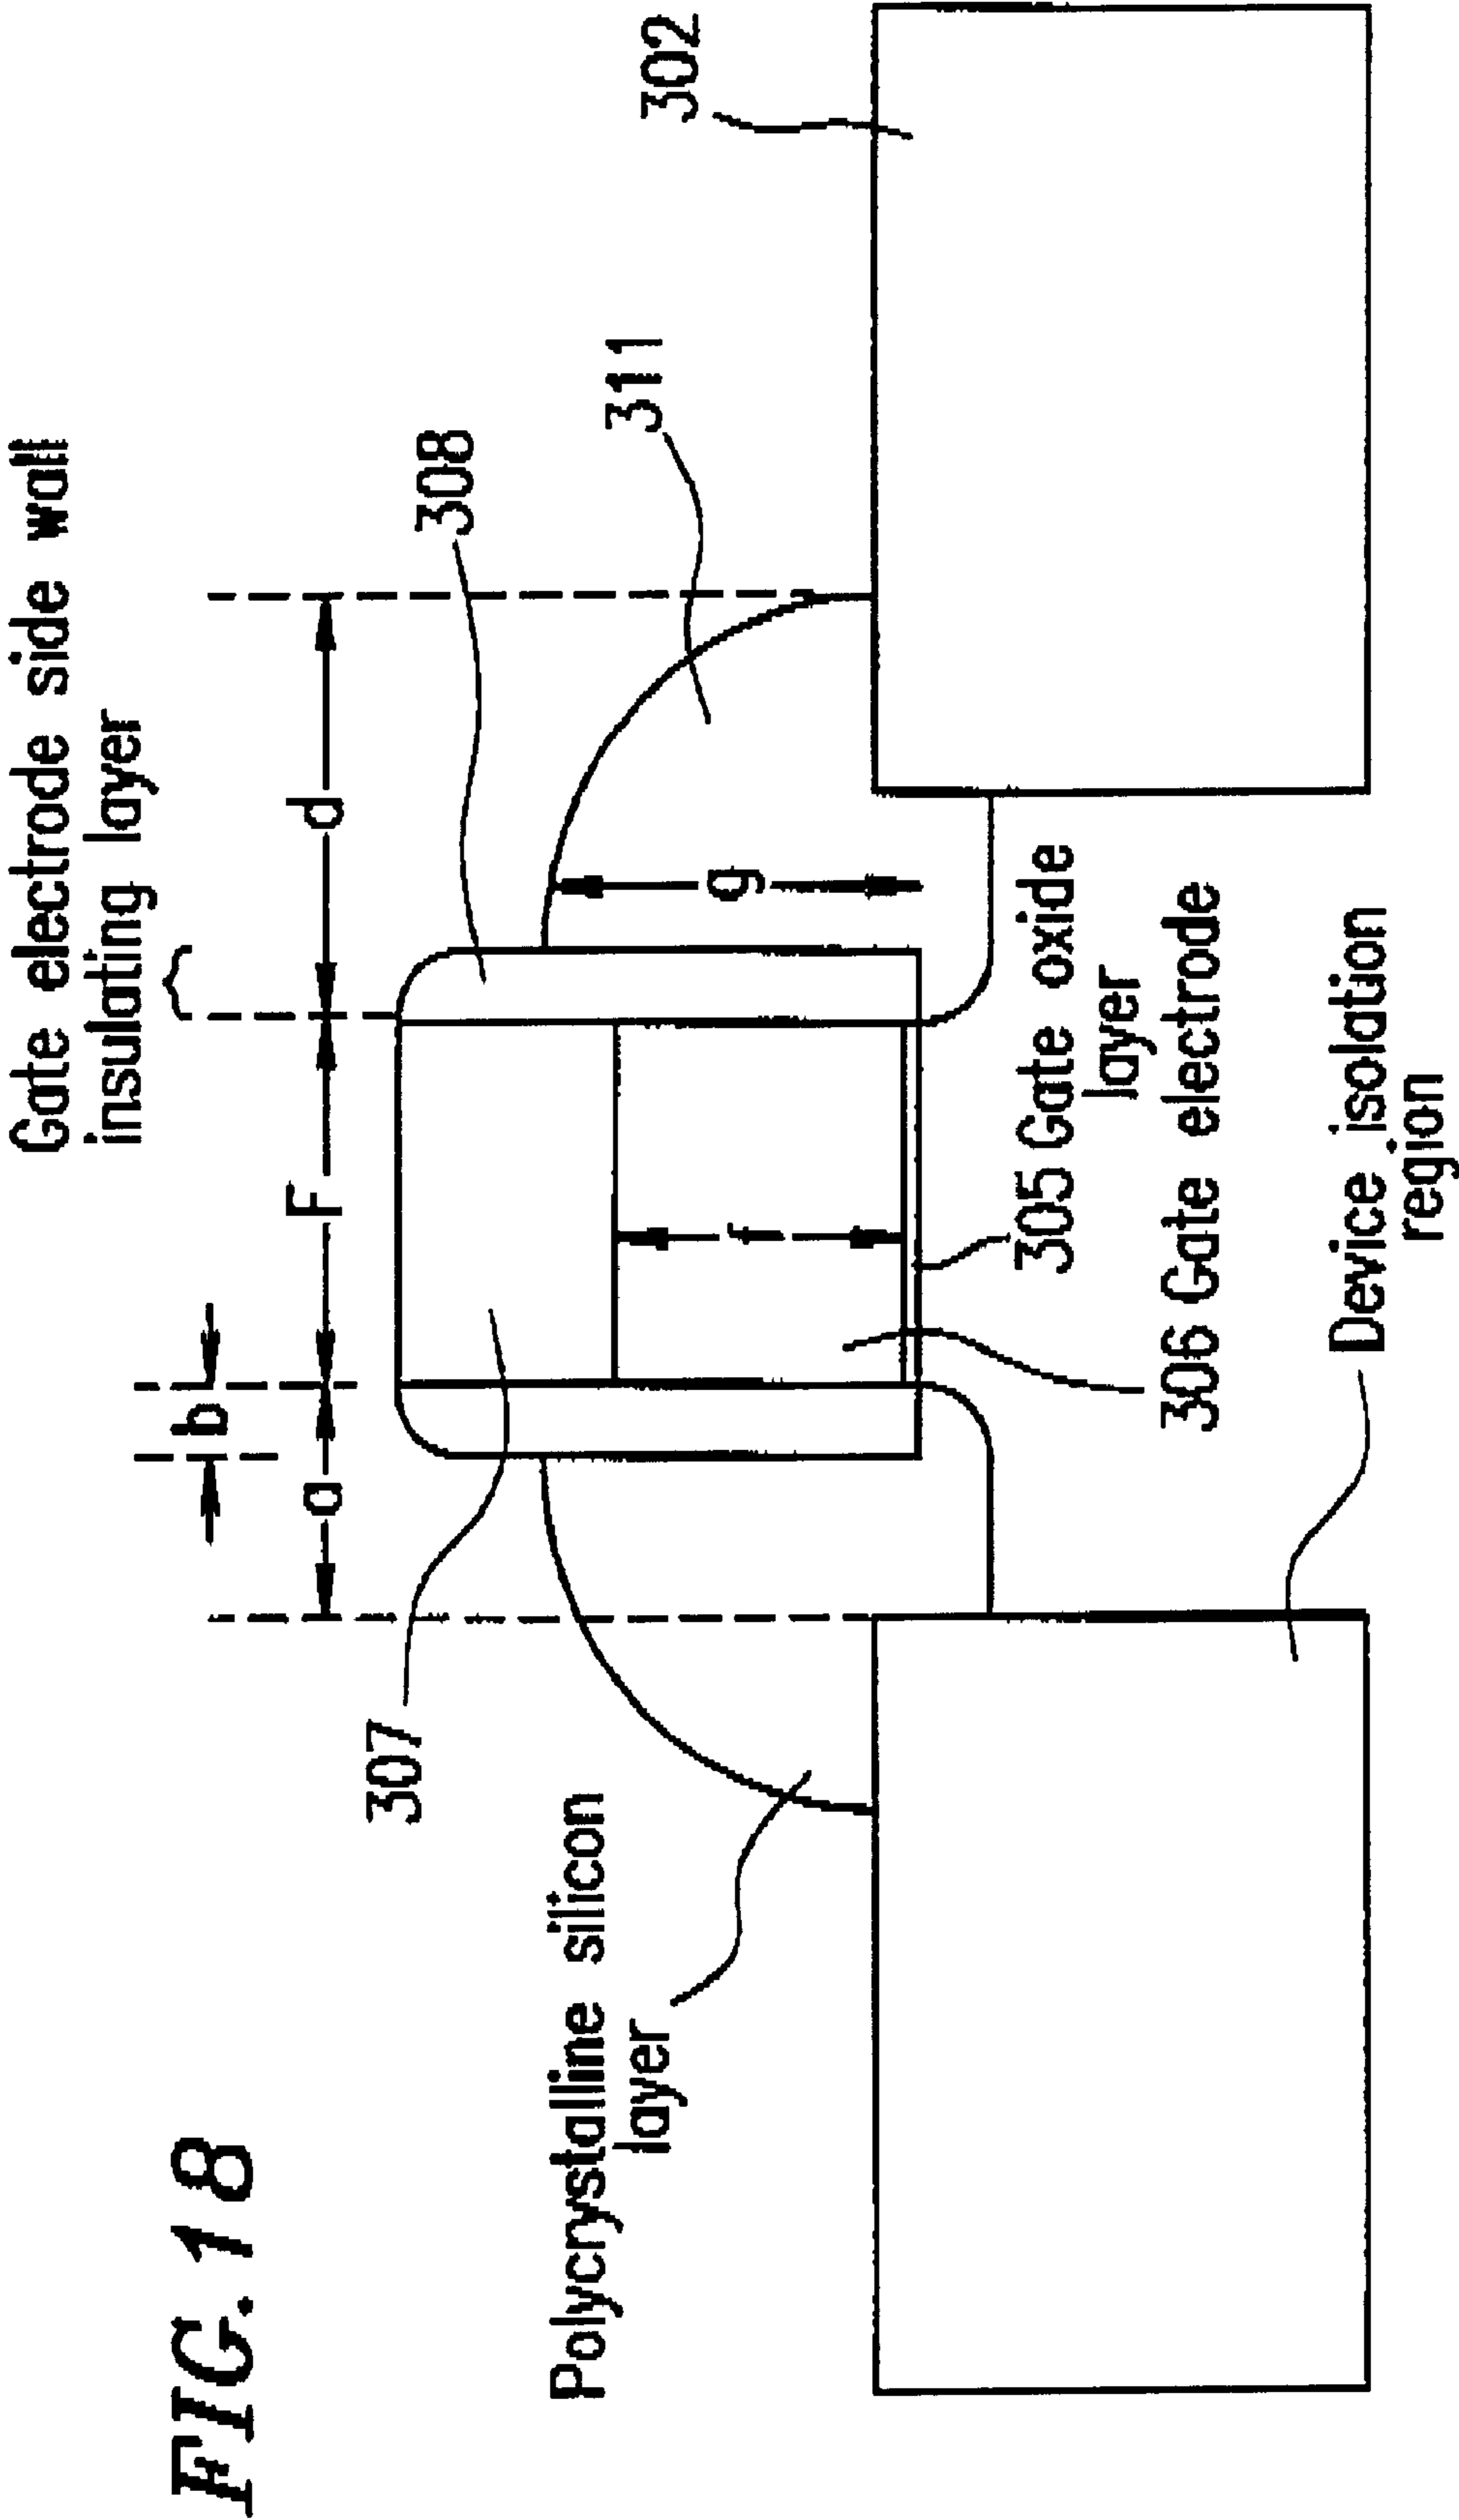 FIG. 18
Gate electrode side wall
insulating layer
b
a
F
d
307
308
311
302
Polycrystalline silicon
layer
g
f
305 Gate oxide
layer
306 Gate electrode
Device isolation
region